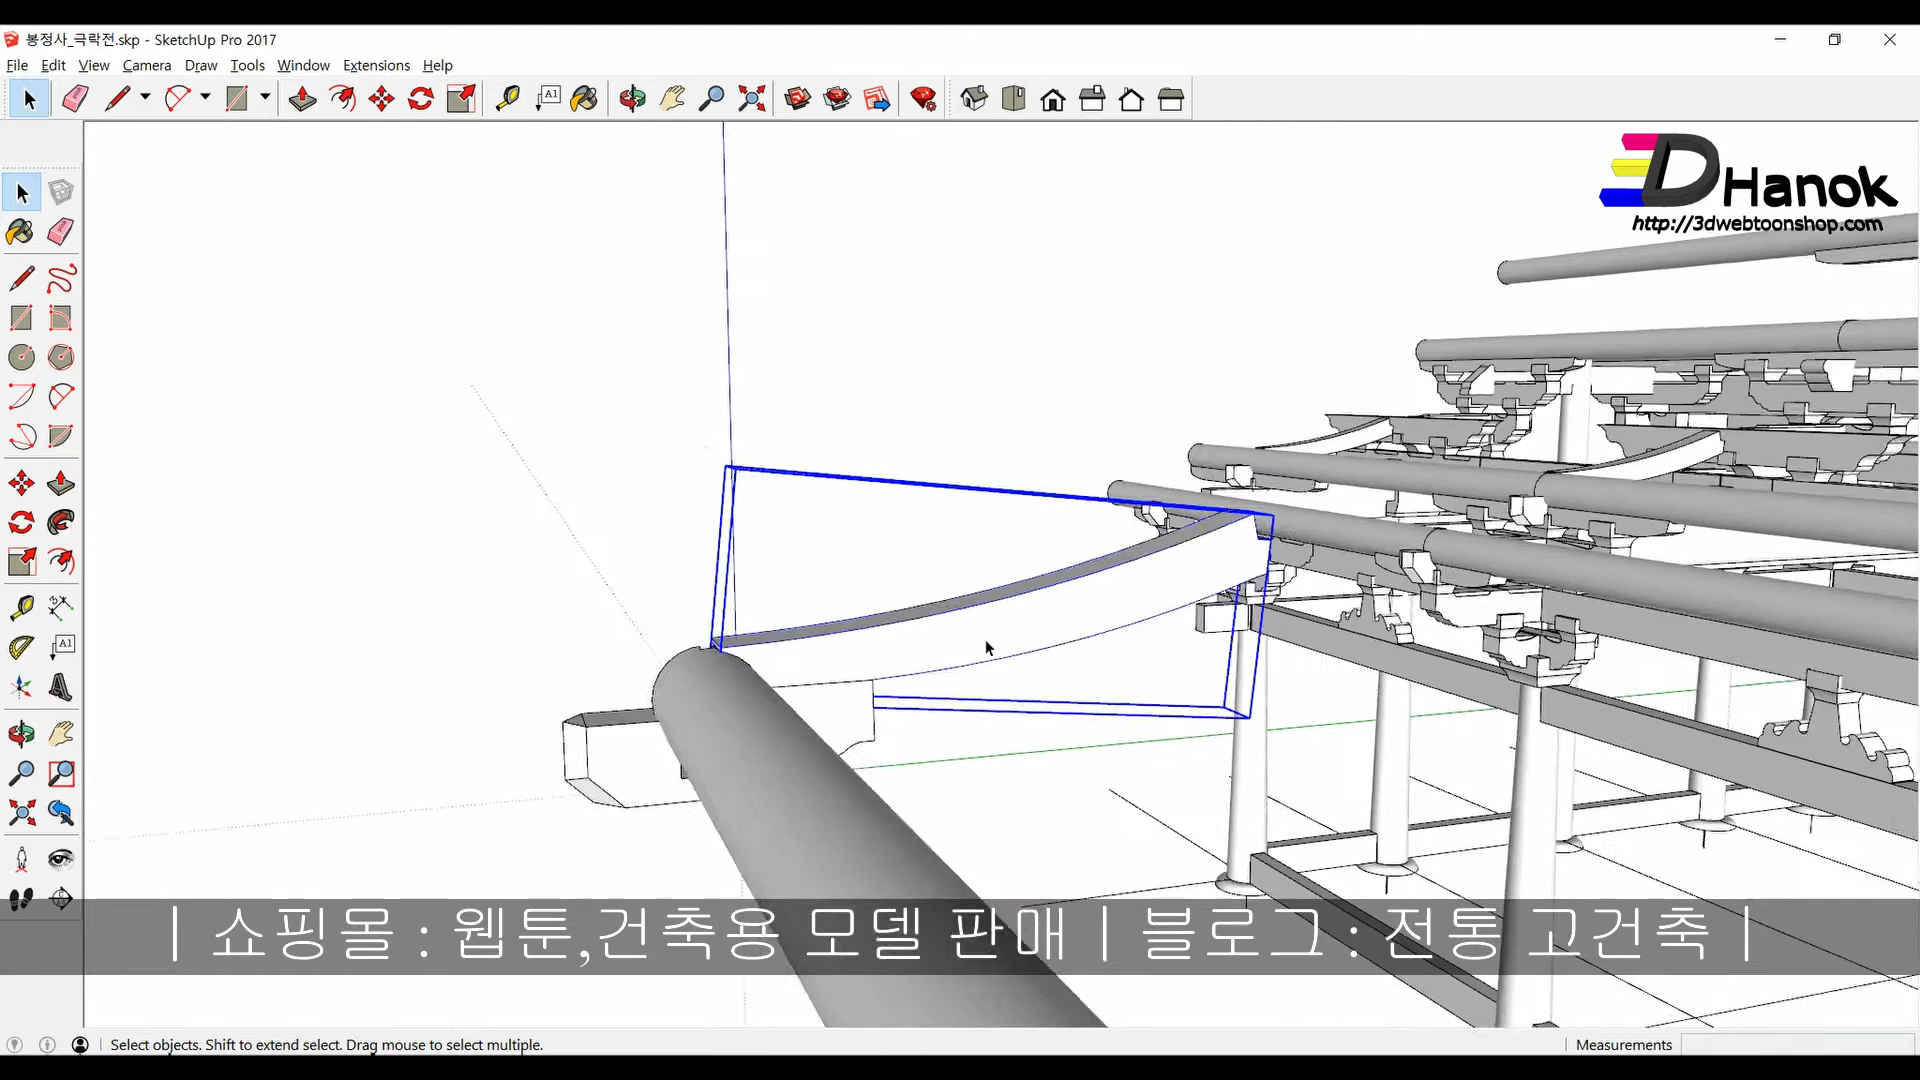 봉정사_극락전.skp - SketchUp Pro 2017
File Edit View Camera Draw Tools Window Extensions Help
A1
DHanok
http://3dwebtoonshop.com
A1
| 쇼핑몰 : 웹툰,건축용 모델 판매 | 블로그 : 전통 고건축 |
Select objects. Shift to extend select. Drag mouse to select multiple.
Measurements